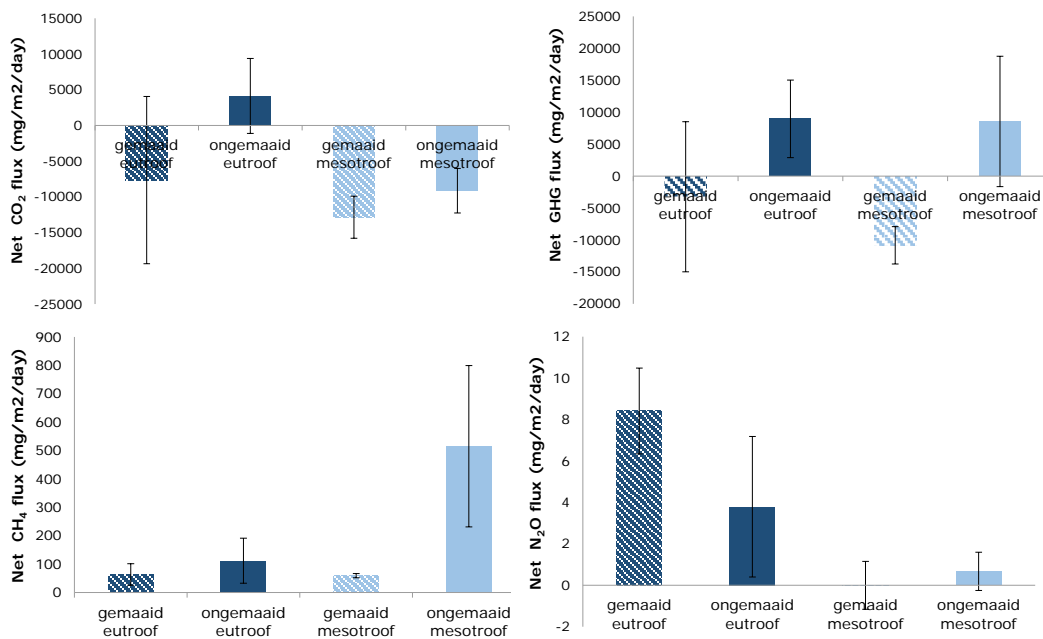 Net CO₂ flux (mg/m2/day)
15000
10000
5000
0
-5000
-10000
-15000
-20000
-25000
gemaaid
eutroof
ongemaaid
eutroof
gemaaid
mesotroof
ongemaaid
mesotroof
Net GHG flux (mg/m2/day)
25000
20000
15000
10000
5000
0
-5000
-10000
-15000
-20000
gemaaid
eutroof
ongemaaid
eutroof
gemaaid
mesotroof
ongemaaid
mesotroof
Net CH₄ flux (mg/m2/day)
900
800
700
600
500
400
300
200
100
0
gemaaid
eutroof
ongemaaid
eutroof
gemaaid
mesotroof
ongemaaid
mesotroof
Net N₂O flux (mg/m2/day)
12
10
8
6
4
2
0
-2
gemaaid
eutroof
ongemaaid
eutroof
gemaaid
mesotroof
ongemaaid
mesotroof